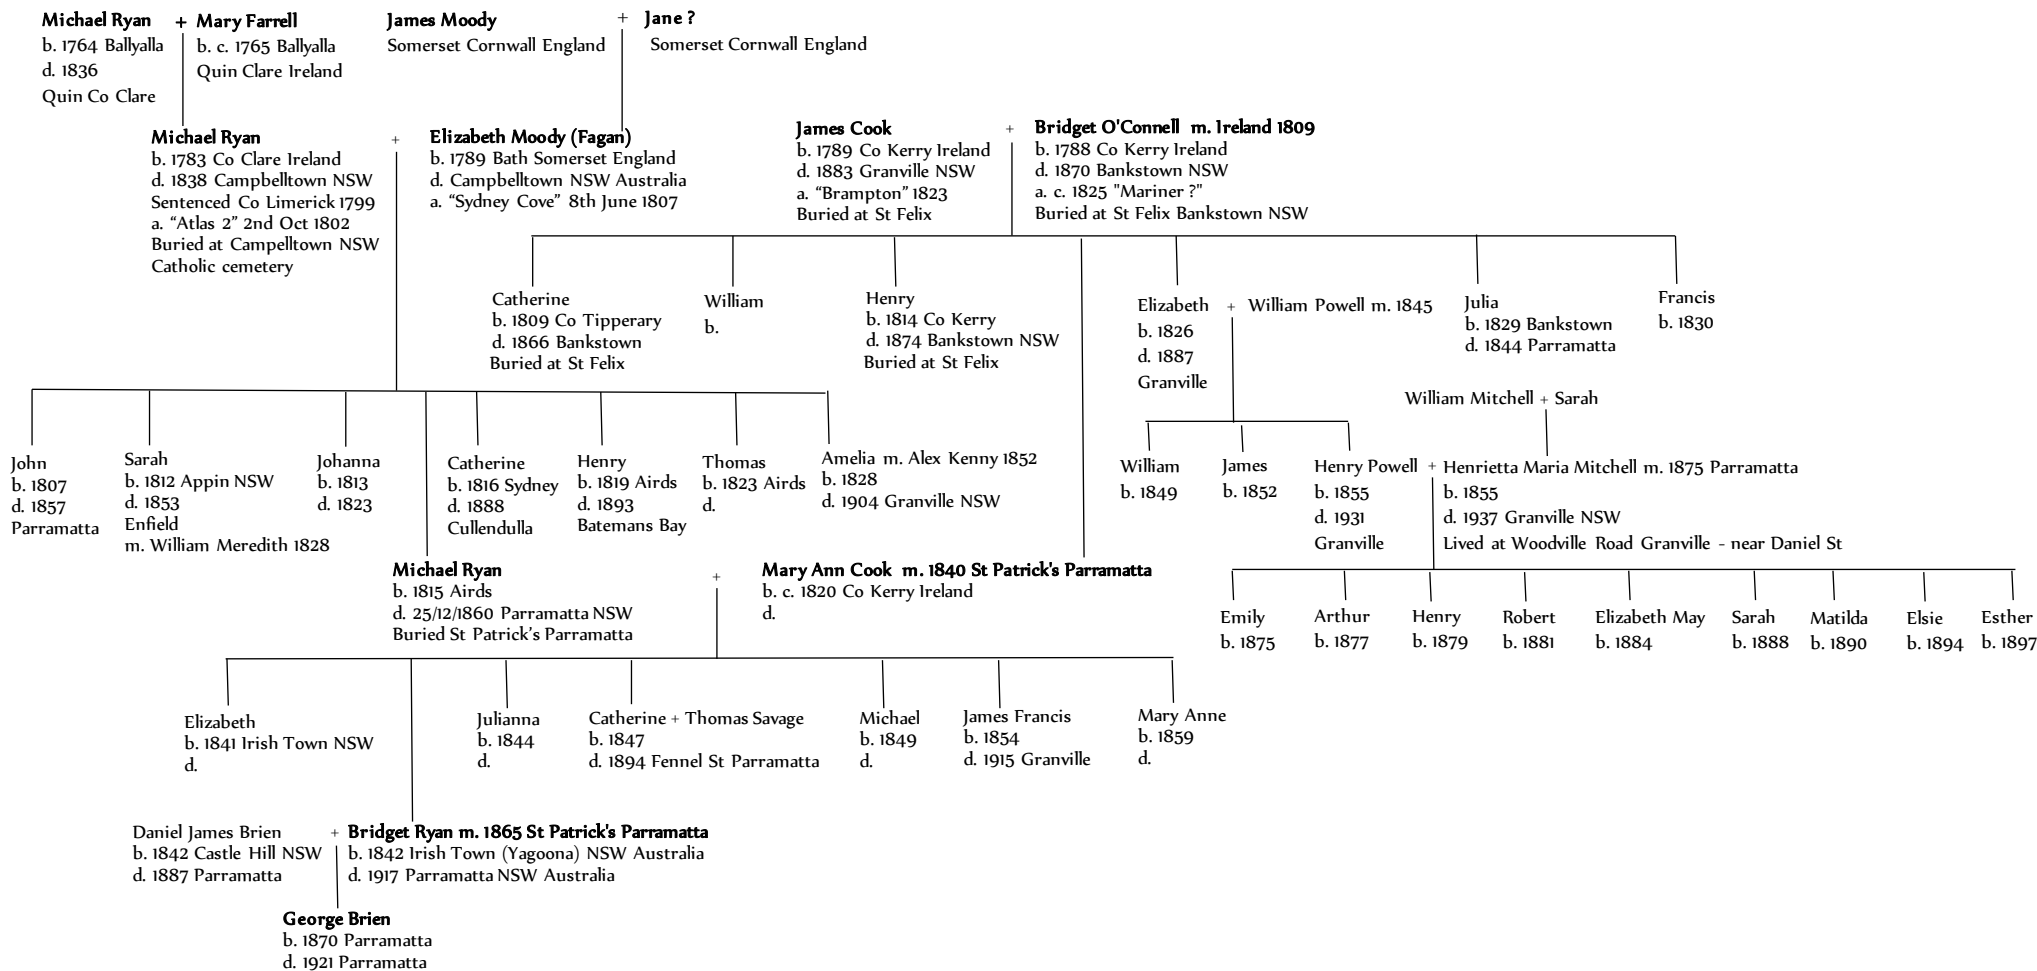 Michael Ryan + Mary Farrell
b. 1764 Ballyalla
d. 1836
Quin Co Clare
b. c. 1765 Ballyalla
Quin Clare Ireland
James Moody + Jane ?
Somerset Cornwall England
Somerset Cornwall England
Michael Ryan +
b. 1783 Co Clare Ireland
d. 1838 Campbelltown NSW
Sentenced Co Limerick 1799
a. “Atlas 2” 2nd Oct 1802
Buried at Campelltown NSW
Catholic cemetery
Elizabeth Moody (Fagan)
b. 1789 Bath Somerset England
d. Campbelltown NSW Australia
a. “Sydney Cove” 8th June 1807
James Cook +
b. 1789 Co Kerry Ireland
d. 1883 Granville NSW
a. “Brampton” 1823
Buried at St Felix
Bridget O'Connell m. Ireland 1809
b. 1788 Co Kerry Ireland
d. 1870 Bankstown NSW
a. c. 1825 "Mariner ?"
Buried at St Felix Bankstown NSW
Catherine
b. 1809 Co Tipperary
d. 1866 Bankstown
Buried at St Felix
William
b.
Henry
b. 1814 Co Kerry
d. 1874 Bankstown NSW
Buried at St Felix
Elizabeth + William Powell m. 1845
b. 1826
d. 1887
Granville
Julia
b. 1829 Bankstown
d. 1844 Parramatta
Francis
b. 1830
William Mitchell + Sarah
John
b. 1807
d. 1857
Parramatta
Sarah
b. 1812 Appin NSW
d. 1853
Enfield
m. William Meredith 1828
Johanna
b. 1813
d. 1823
Catherine
b. 1816 Sydney
d. 1888
Cullendulla
Henry
b. 1819 Airds
d. 1893
Batemans Bay
Thomas
b. 1823 Airds
d.
Amelia m. Alex Kenny 1852
b. 1828
d. 1904 Granville NSW
William
b. 1849
James
b. 1852
Henry Powell +
b. 1855
d. 1931
Granville
Henrietta Maria Mitchell m. 1875 Parramatta
b. 1855
d. 1937 Granville NSW
Lived at Woodville Road Granville - near Daniel St
Michael Ryan +
b. 1815 Airds
d. 25/12/1860 Parramatta NSW
Buried St Patrick's Parramatta
Mary Ann Cook m. 1840 St Patrick's Parramatta
b. c. 1820 Co Kerry Ireland
d.
Emily
b. 1875
Arthur
b. 1877
Henry
b. 1879
Robert
b. 1881
Elizabeth May
b. 1884
Sarah
b. 1888
Matilda
b. 1890
Elsie
b. 1894
Esther
b. 1897
Elizabeth
b. 1841 Irish Town NSW
d.
Julianna
b. 1844
d.
Catherine + Thomas Savage
b. 1847
d. 1894 Fennel St Parramatta
Michael
b. 1849
d.
James Francis
b. 1854
d. 1915 Granville
Mary Anne
b. 1859
d.
Daniel James Brien +
b. 1842 Castle Hill NSW
d. 1887 Parramatta
Bridget Ryan m. 1865 St Patrick's Parramatta
b. 1842 Irish Town (Yagoona) NSW Australia
d. 1917 Parramatta NSW Australia
George Brien
b. 1870 Parramatta
d. 1921 Parramatta